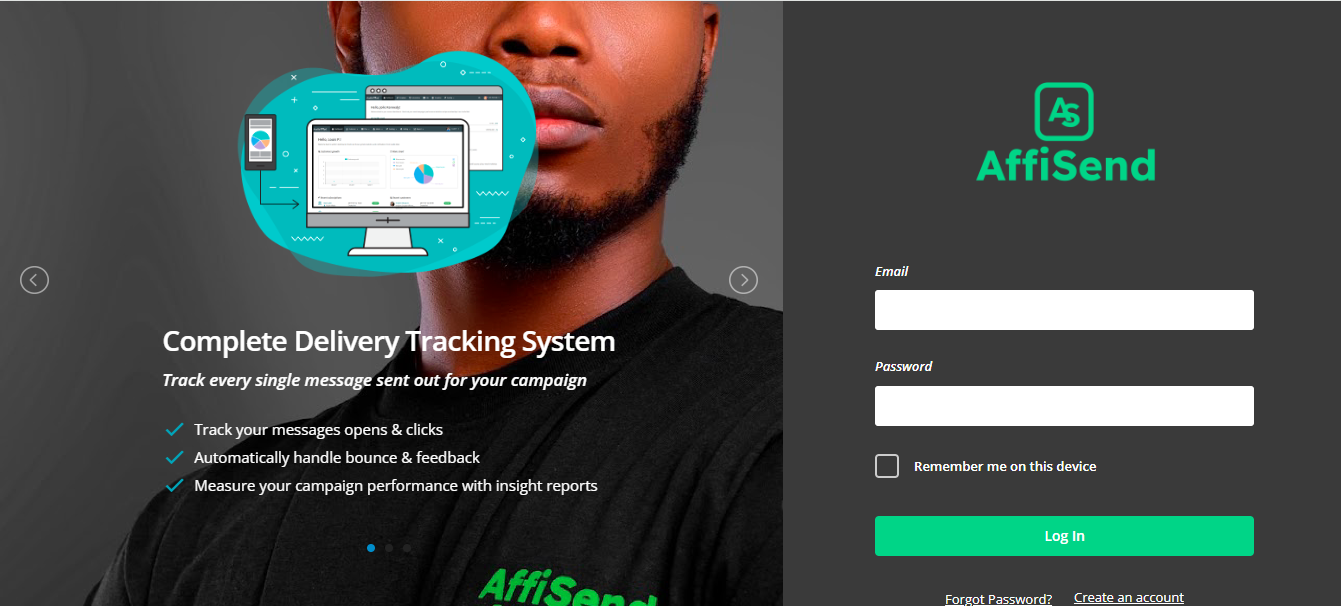 Complete Delivery Tracking System
Track every single message sent out for your campaign
Track your messages opens & clicks
Automatically handle bounce & feedback
Measure your campaign performance with insight reports
AffiSend
AS
AffiSend
Email
Password
Remember me on this device
Log In
Forgot Password?
Create an account